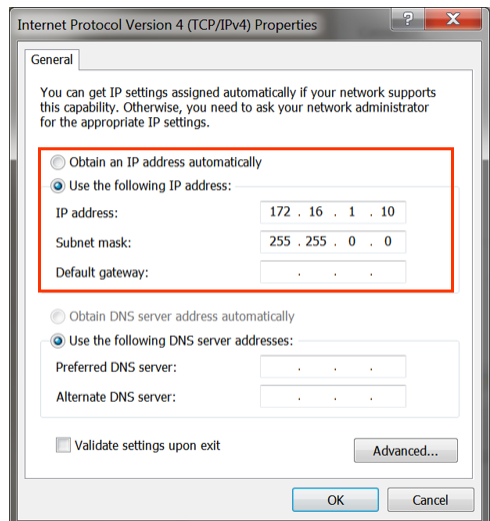 Internet Protocol Version 4 (TCP/IPv4) Properties
?
X
General
You can get IP settings assigned automatically if your network supports
this capability. Otherwise, you need to ask your network administrator
for the appropriate IP settings.
Obtain an IP address automatically
Use the following IP address:
IP address: 172 . 16 . 1 . 10
Subnet mask: 255 . 255 . 0 . 0
Default gateway: . . .
Obtain DNS server address automatically
Use the following DNS server addresses:
Preferred DNS server: . . .
Alternate DNS server: . . .
Validate settings upon exit
Advanced...
OK Cancel